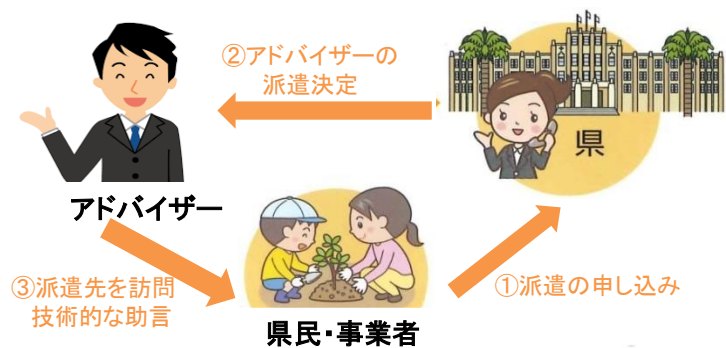 ②アドバイザーの
派遣決定
県
アドバイザー
③派遣先を訪問
技術的な助言
①派遣の申し込み
県民・事業者